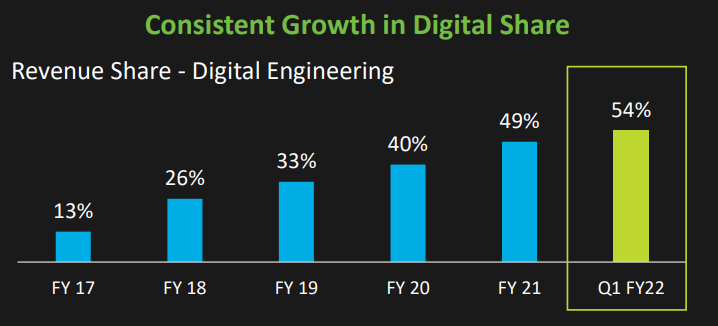 Consistent Growth in Digital Share
Revenue Share - Digital Engineering
13%
26%
33%
40%
49%
54%
FY 17
FY 18
FY 19
FY 20
FY 21
Q1 FY22